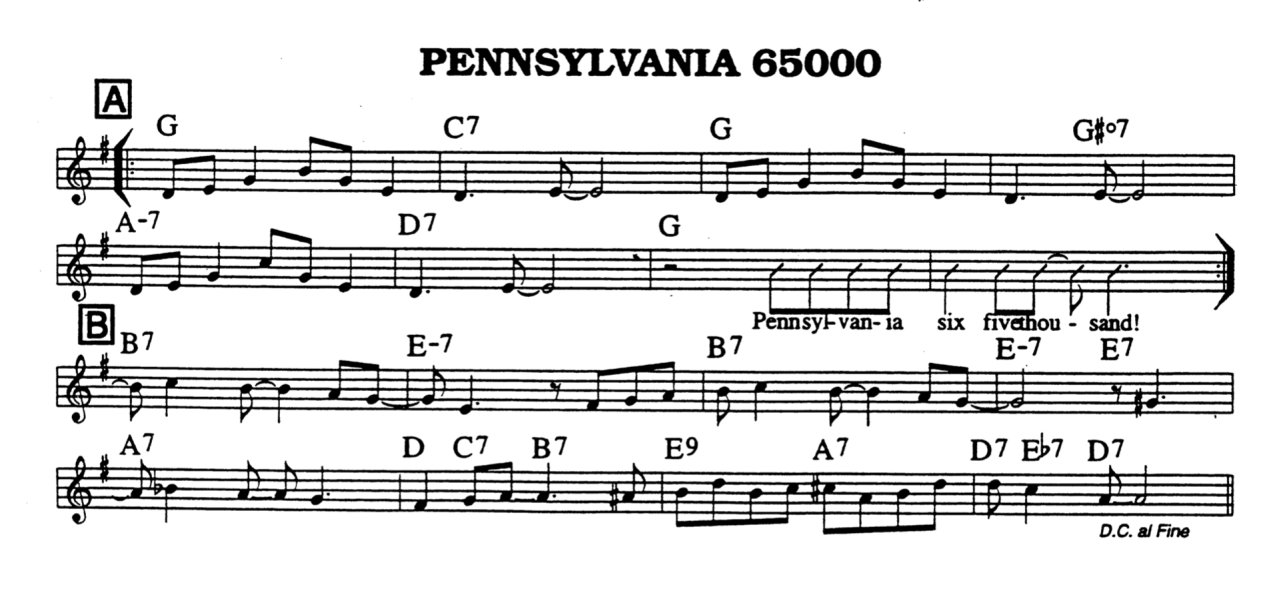 PENNSYLVANIA 65000
A
G C7 G G#o7
A-7 D7 G
Pennsyl-van-ia six fivethou - sand!
B
B7 E-7 B7 E-7 E7
A7 D C7 B7 E9 A7 D7 Eb7 D7
D.C. al Fine